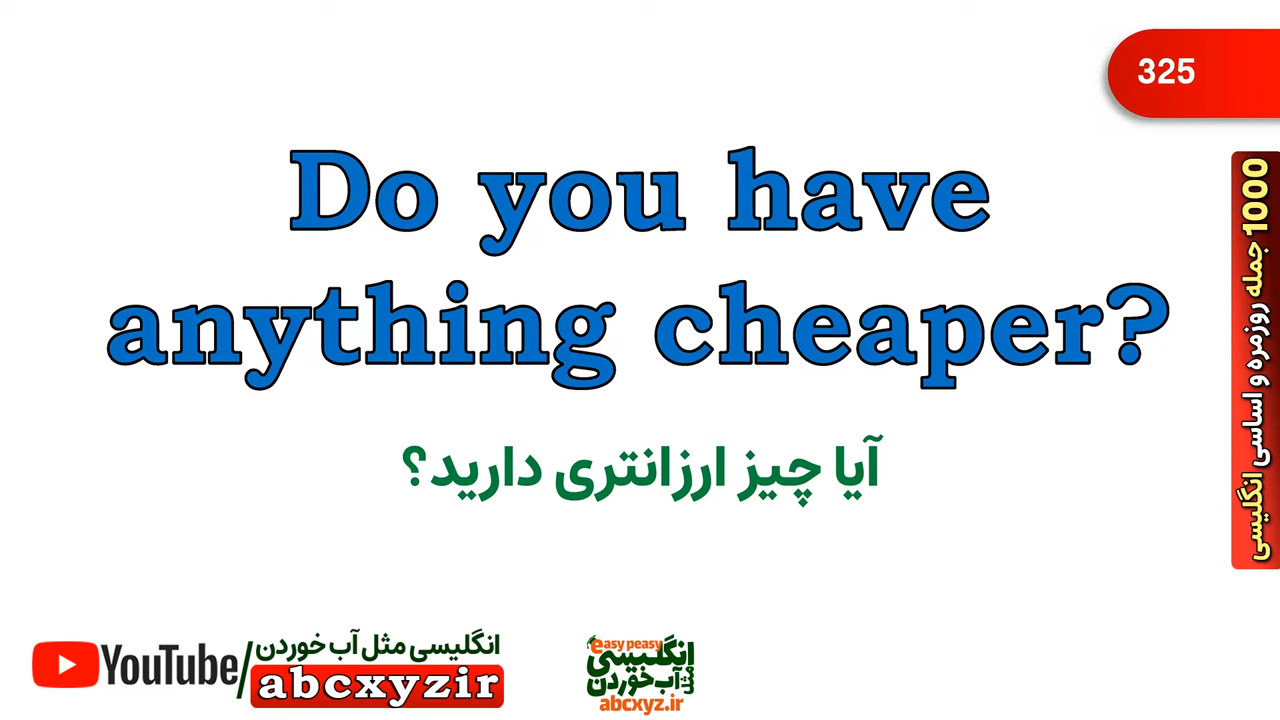 325
Do you have
anything cheaper?
آیا چیز ارزانتری دارید؟
1000 جمله روزمره و اساسی انگلیسی
YouTube/
انگلیسی مثل آب خوردن
abcxyzir
easy peasy
انگلیسی
مثل
آب خوردن
abcxyz.ir